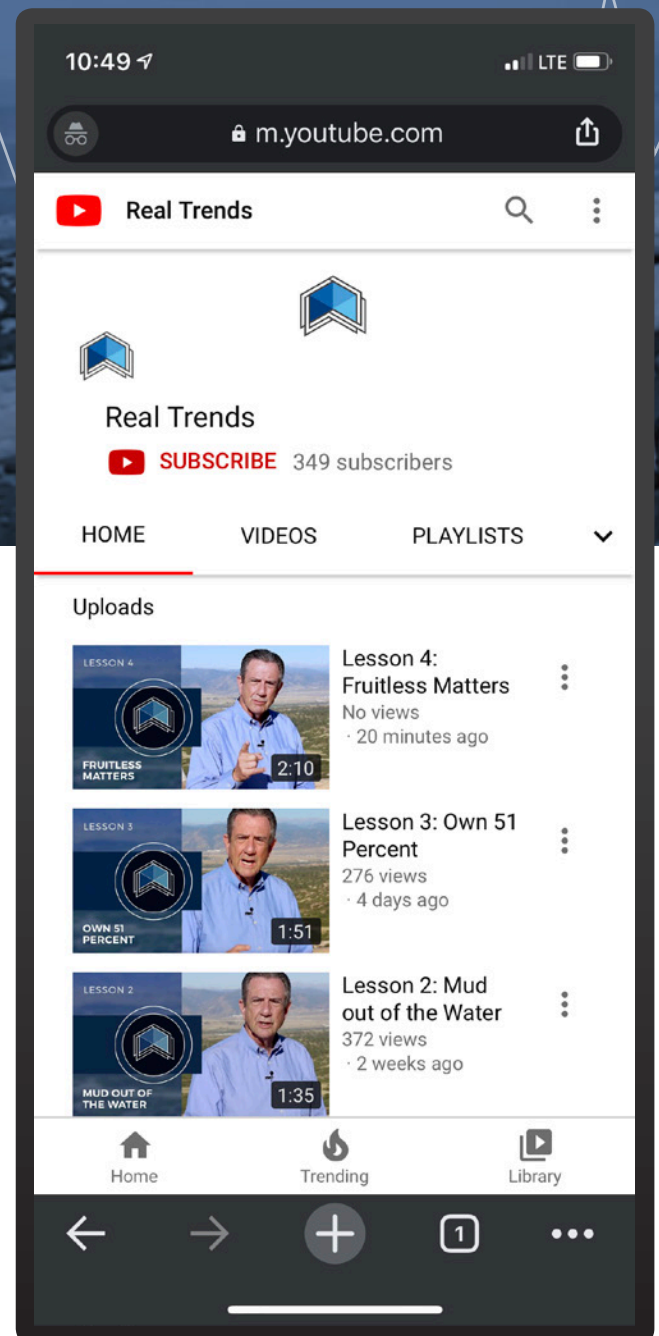 10:49
LTE
m.youtube.com
Real Trends
Real Trends
SUBSCRIBE 349 subscribers
HOME VIDEOS PLAYLISTS
Uploads
LESSON 4
FRUITLESS
MATTERS
2:10
Lesson 4:
Fruitless Matters
No views
· 20 minutes ago
LESSON 3
OWN 51
PERCENT
1:51
Lesson 3: Own 51
Percent
276 views
· 4 days ago
LESSON 2
MUD OUT OF
THE WATER
1:35
Lesson 2: Mud
out of the Water
372 views
· 2 weeks ago
Home Trending Library
1